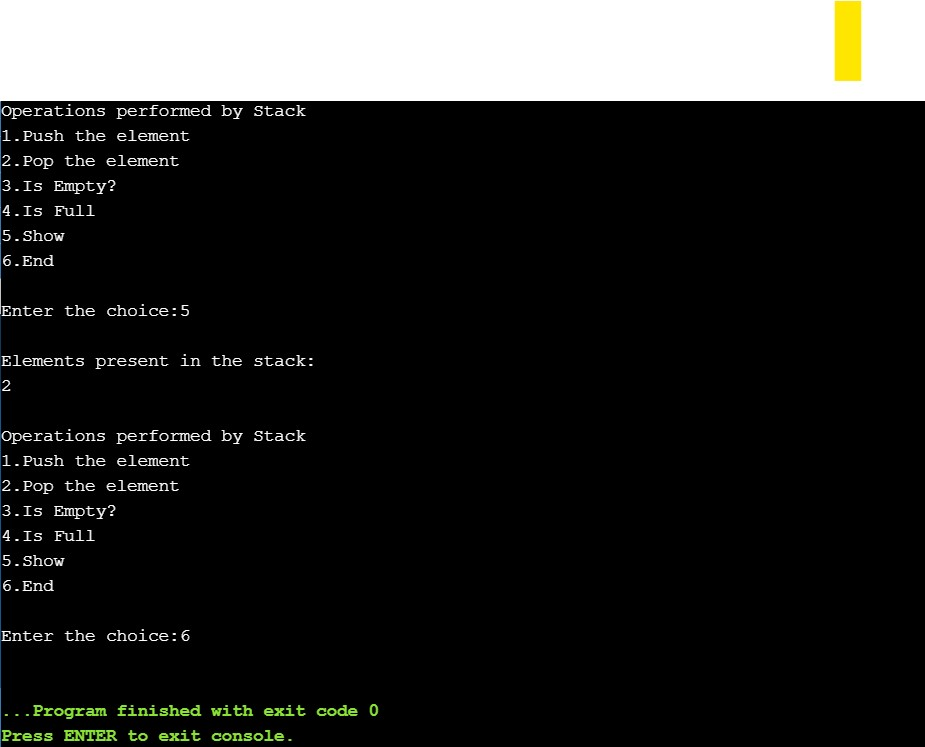 Operations performed by Stack
1.Push the element
2.Pop the element
3.Is Empty?
4.Is Full
5.Show
6.End
Enter the choice:5
Elements present in the stack:
2
Operations performed by Stack
1.Push the element
2.Pop the element
3.Is Empty?
4.Is Full
5.Show
6.End
Enter the choice:6
...Program finished with exit code 0
Press ENTER to exit console.